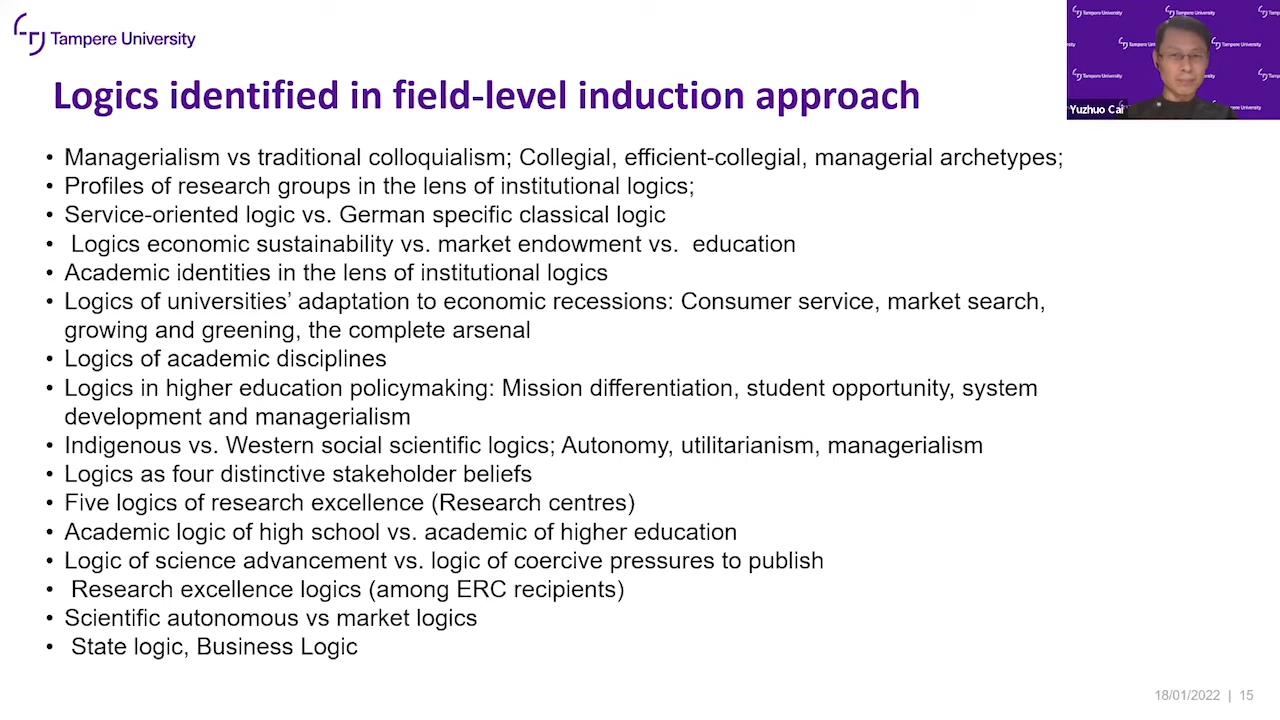 Tampere University
Logics identified in field-level induction approach
• Managerialism vs traditional colloquialism; Collegial, efficient-collegial, managerial archetypes;
• Profiles of research groups in the lens of institutional logics;
• Service-oriented logic vs. German specific classical logic
• Logics economic sustainability vs. market endowment vs. education
• Academic identities in the lens of institutional logics
• Logics of universities’ adaptation to economic recessions: Consumer service, market search,
growing and greening, the complete arsenal
• Logics of academic disciplines
• Logics in higher education policymaking: Mission differentiation, student opportunity, system
development and managerialism
• Indigenous vs. Western social scientific logics; Autonomy, utilitarianism, managerialism
• Logics as four distinctive stakeholder beliefs
• Five logics of research excellence (Research centres)
• Academic logic of high school vs. academic of higher education
• Logic of science advancement vs. logic of coercive pressures to publish
• Research excellence logics (among ERC recipients)
• Scientific autonomous vs market logics
• State logic, Business Logic
18/01/2022 | 15
Tampere University
Tampere University
Yuzhuo Cai